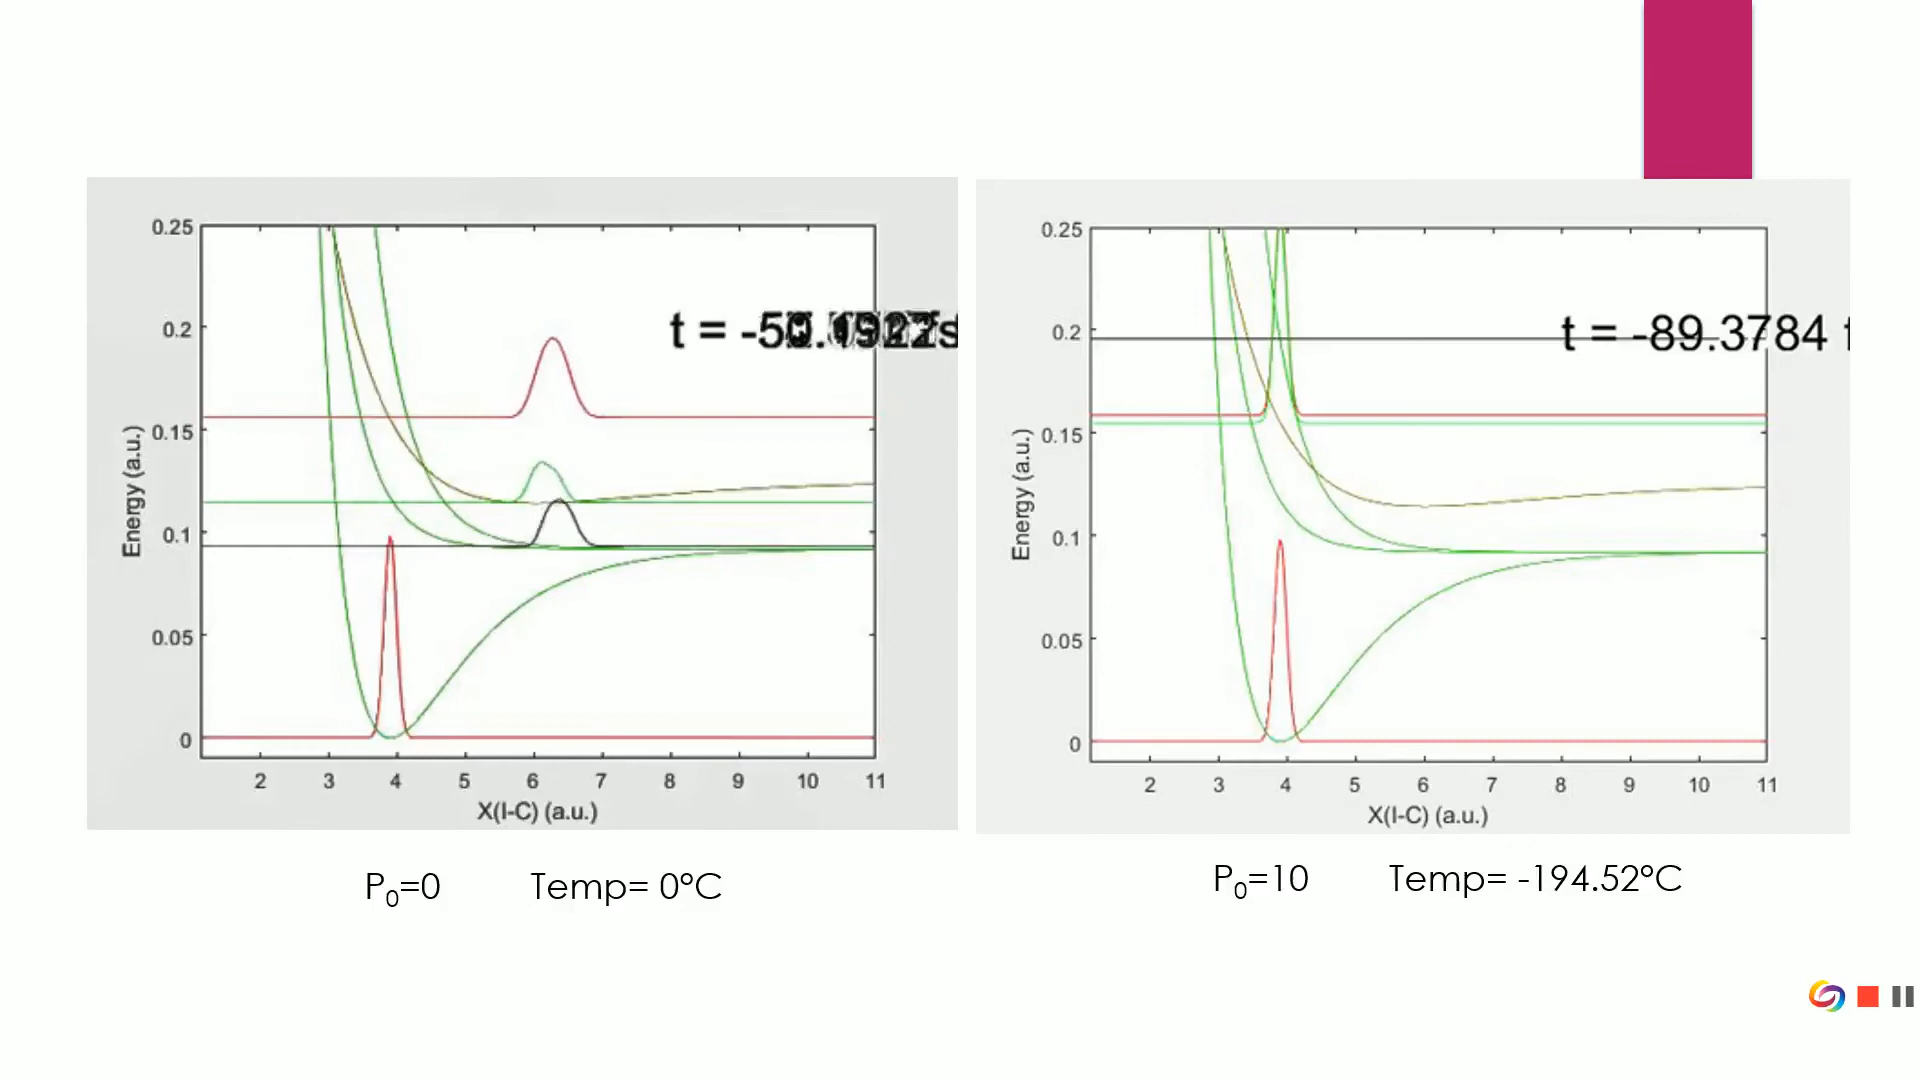 0.25
0.2
0.15
0.1
0.05
0
Energy (a.u.)
2 3 4 5 6 7 8 9 10 11
X(I-C) (a.u.)
t =
P0=0 Temp= 0°C
0.25
0.2
0.15
0.1
0.05
0
Energy (a.u.)
2 3 4 5 6 7 8 9 10 11
X(I-C) (a.u.)
t = -89.3784
P0=10 Temp= -194.52°C